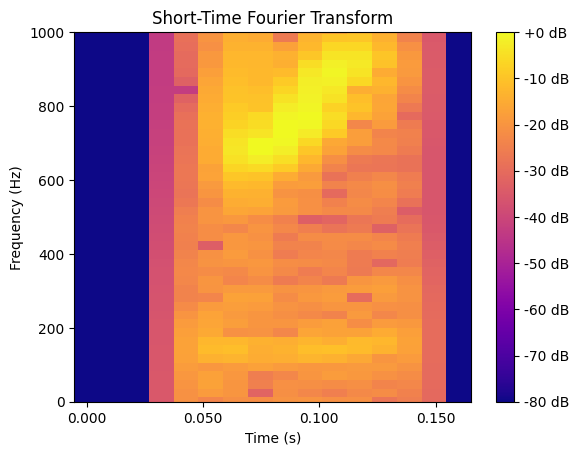 Short-Time Fourier Transform
1000
800
600
400
200
0
Frequency (Hz)
0.000
0.050
0.100
0.150
Time (s)
+0 dB
-10 dB
-20 dB
-30 dB
-40 dB
-50 dB
-60 dB
-70 dB
-80 dB